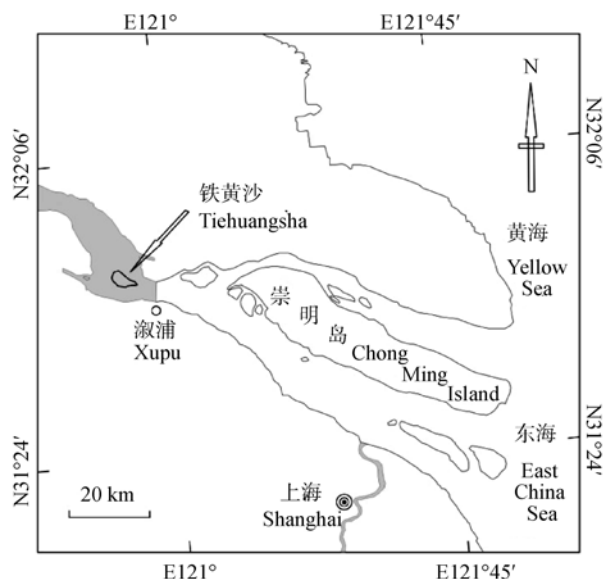 E121°
E121°45′
N
N32°06′
N32°06′
铁黄沙
Tiehuangsha
黄海
Yellow
Sea
崇
明
岛
Chong
Ming
Island
溆浦
Xupu
东海
East
China
Sea
N31°24′
N31°24′
20 km
上海
Shanghai
E121°
E121°45′